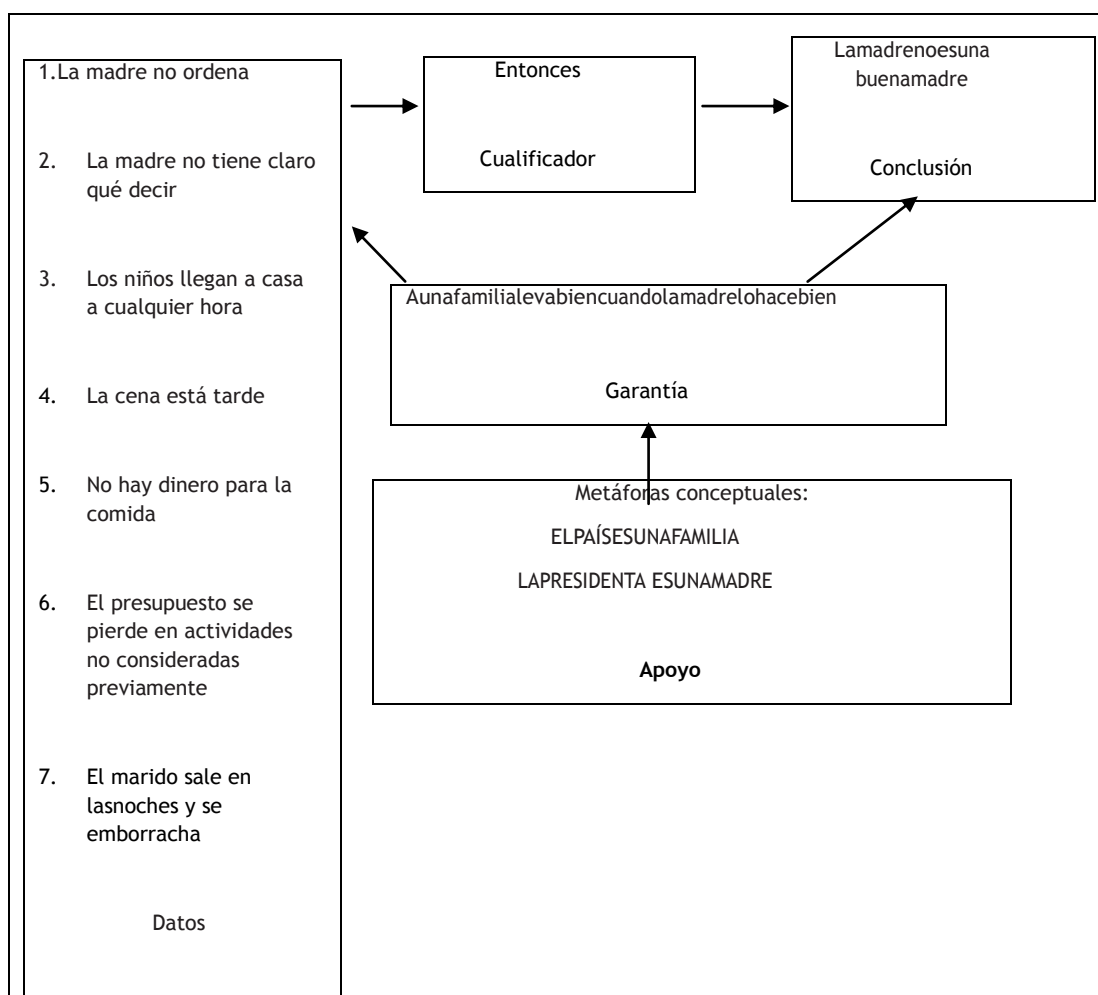 1.La madre no ordena
2. La madre no tiene claro
qué decir
3. Los niños llegan a casa
a cualquier hora
4. La cena está tarde
5. No hay dinero para la
comida
6. El presupuesto se
pierde en actividades
no consideradas
previamente
7. El marido sale en
lasnoches y se
emborracha
Datos
Entonces
Cualificador
Lamadrenoesuna
buenamadre
Conclusión
Aunafamilialevabiencuandolamadrelohacebien
Garantía
Metáforas conceptuales:
ELPAÍSESUNAFAMILIA
LAPRESIDENTA ESUNAMADRE
Apoyo